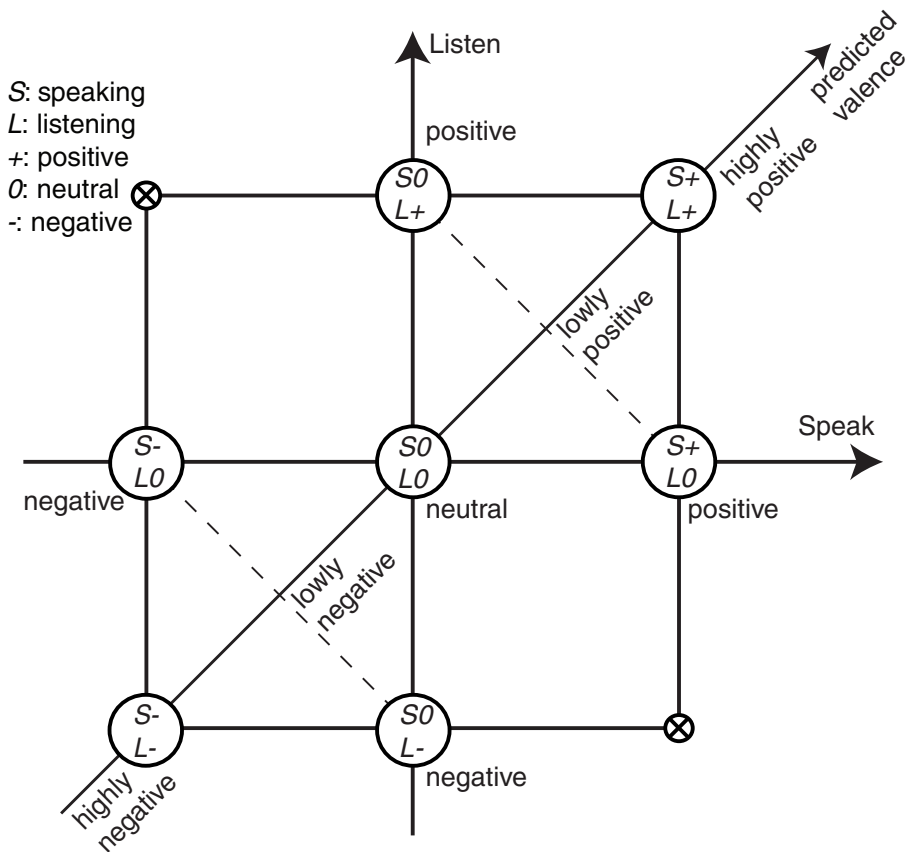 Listen
predicted
valence
S: speaking
L: listening
+: positive
0: neutral
-: negative
positive
highly
positive
S0
L+
S+
L+
lowly
positive
Speak
S-
L0
S0
L0
S+
L0
negative
neutral
positive
lowly
negative
S-
L-
S0
L-
highly
negative
negative